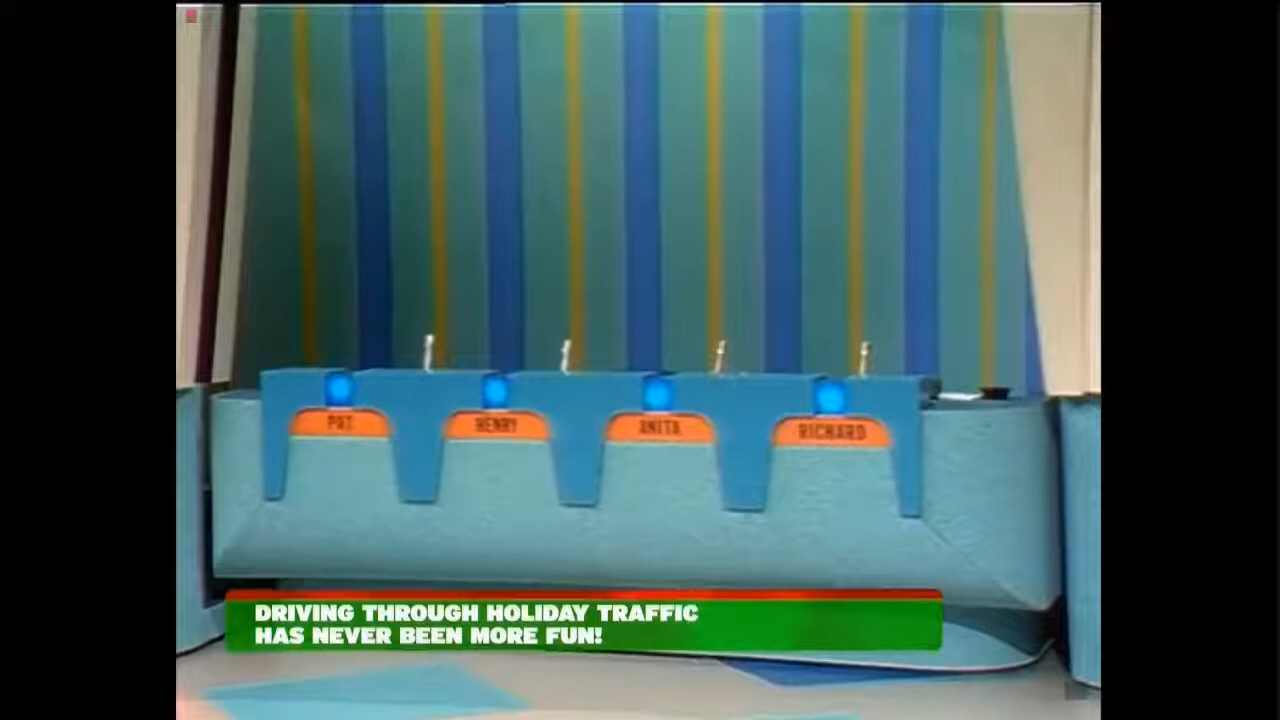 PAT
HENRY
ANITA
RICHARD
DRIVING THROUGH HOLIDAY TRAFFIC
HAS NEVER BEEN MORE FUN!